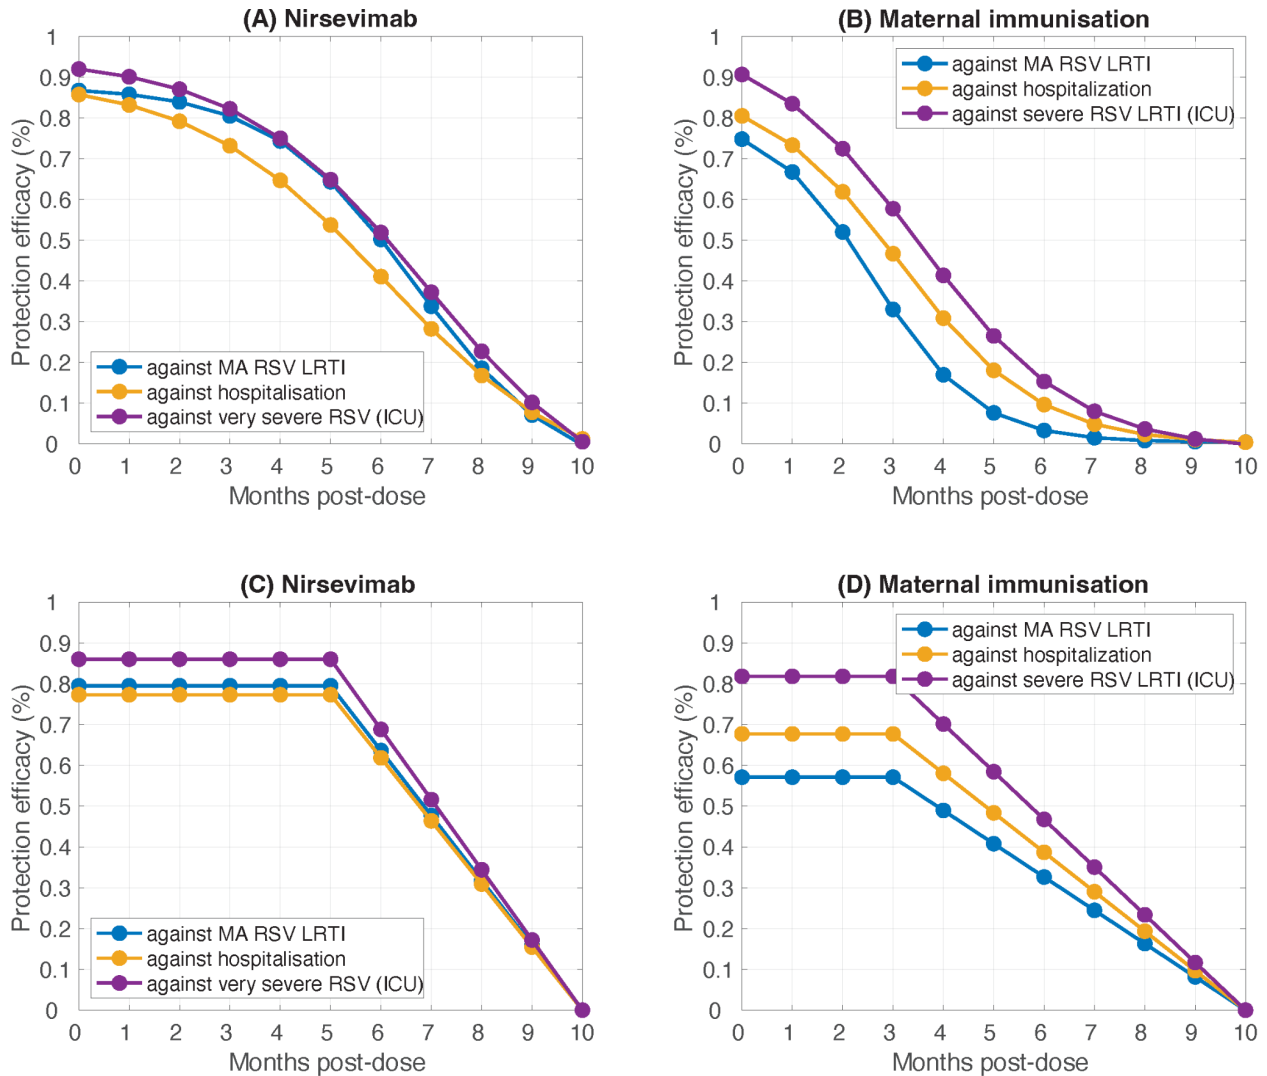 (A) Nirsevimab
1
0.9
0.8
0.7
0.6
0.5
0.4
0.3
0.2
0.1
0
Protection efficacy (%)
against MA RSV LRTI
against hospitalisation
against very severe RSV (ICU)
0 1 2 3 4 5 6 7 8 9 10
Months post-dose
(B) Maternal immunisation
1
0.9
0.8
0.7
0.6
0.5
0.4
0.3
0.2
0.1
0
Protection efficacy (%)
against MA RSV LRTI
against hospitalization
against severe RSV LRTI (ICU)
0 1 2 3 4 5 6 7 8 9 10
Months post-dose
(C) Nirsevimab
1
0.9
0.8
0.7
0.6
0.5
0.4
0.3
0.2
0.1
0
Protection efficacy (%)
against MA RSV LRTI
against hospitalisation
against very severe RSV (ICU)
0 1 2 3 4 5 6 7 8 9 10
Months post-dose
(D) Maternal immunisation
1
0.9
0.8
0.7
0.6
0.5
0.4
0.3
0.2
0.1
0
Protection efficacy (%)
against MA RSV LRTI
against hospitalization
against severe RSV LRTI (ICU)
0 1 2 3 4 5 6 7 8 9 10
Months post-dose